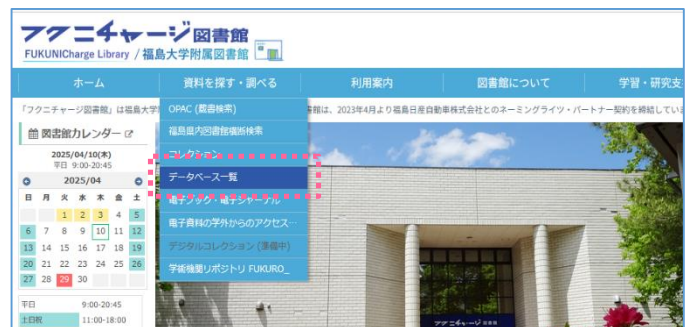 フクニチャージ図書館
FUKUNICharge Library / 福島大学附属図書館
ホーム 資料を探す・調べる 利用案内 図書館について 学習・研究支
「フクニチャージ図書館」は福島大学 書館は、2023年4月より福島日産自動車株式会社とのネーミングライツ・パートナー契約を締結してい
図書館カレンダー
2025/04/10(木)
平日 9:00-20:45
2025/04
日 月 火 水 木 金 土
1 2 3 4 5
6 7 8 9 10 11 12
13 14 15 16 17 18 19
20 21 22 23 24 25 26
27 28 29 30
平日 9:00-20:45
土日祝 11:00-18:00
OPAC (蔵書検索)
福島県内図書館横断検索
コレクション
データベース一覧
電子ブック・電子ジャーナル
電子資料の学外からのアクセス…
デジタルコレクション (準備中)
学術機関リポジトリ FUKURO_
フクニチャージ 図書館